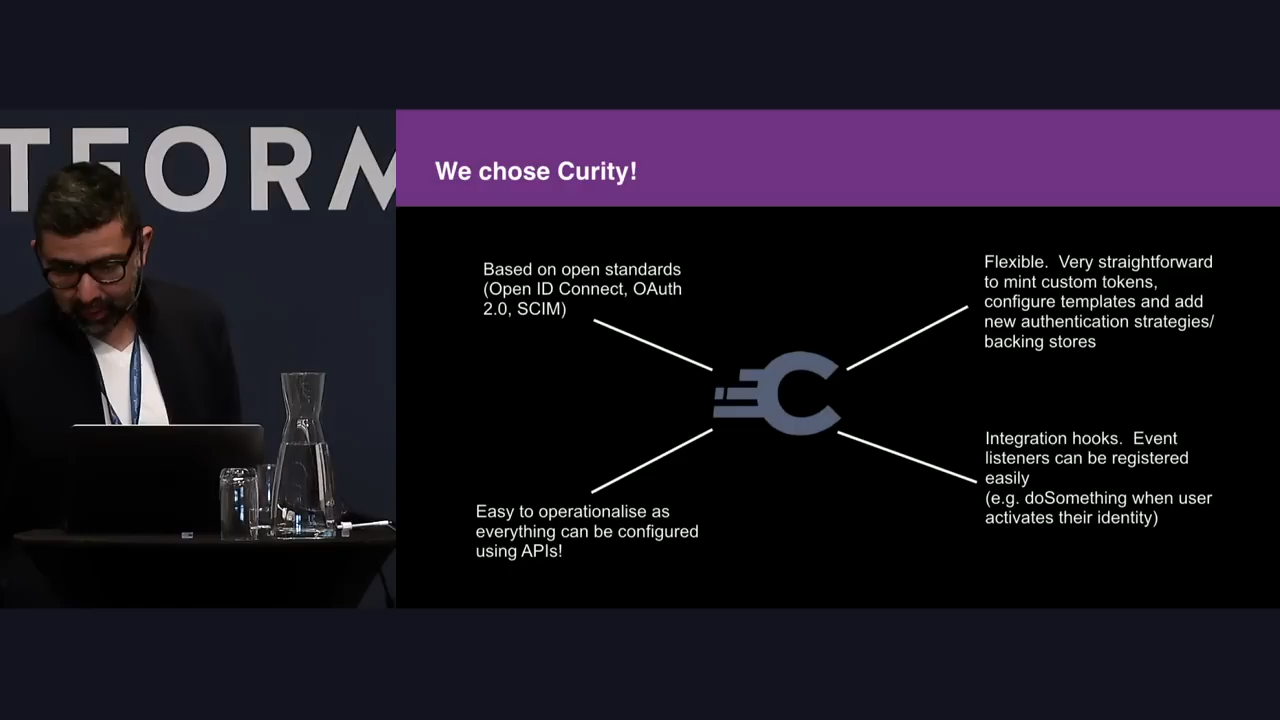 TFORM
We chose Curity!
Based on open standards
(Open ID Connect, OAuth
2.0, SCIM)
Flexible.  Very straightforward
to mint custom tokens,
configure templates and add
new authentication strategies/
backing stores
Easy to operationalise as
everything can be configured
using APIs!
Integration hooks.  Event
listeners can be registered
easily
(e.g. doSomething when user
activates their identity)